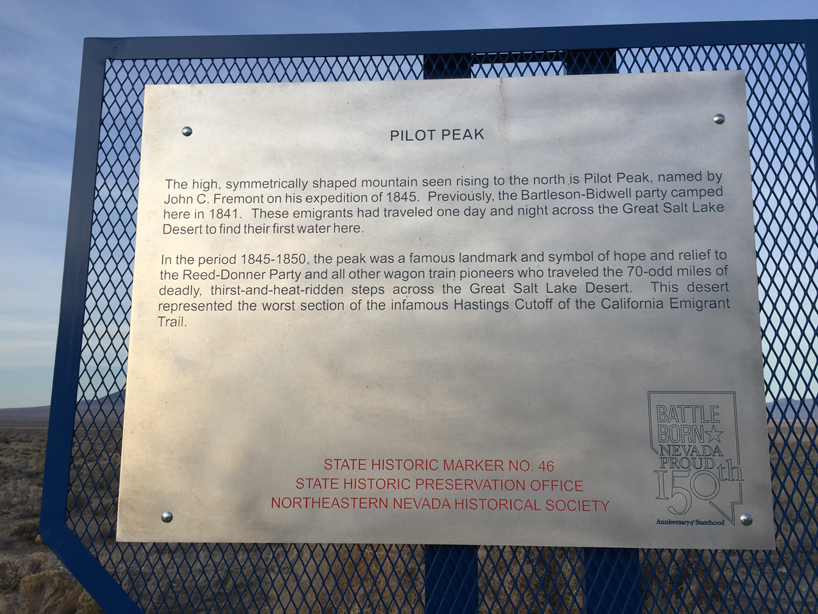 PILOT PEAK
The high, symmetrically shaped mountain seen rising to the north is Pilot Peak, named by
John C. Fremont on his expedition of 1845. Previously, the Bartleson-Bidwell party camped
here in 1841. These emigrants had traveled one day and night across the Great Salt Lake
Desert to find their first water here.
In the period 1845-1850, the peak was a famous landmark and symbol of hope and relief to
the Reed-Donner Party and all other wagon train pioneers who traveled the 70-odd miles of
deadly, thirst-and-heat-ridden steps across the Great Salt Lake Desert. This desert
represented the worst section of the infamous Hastings Cutoff of the California Emigrant
Trail.
STATE HISTORIC MARKER NO. 46
STATE HISTORIC PRESERVATION OFFICE
NORTHEASTERN NEVADA HISTORICAL SOCIETY
BATTLE
BORN
NEVADA
PROUD
150th
Anniversary of Statehood